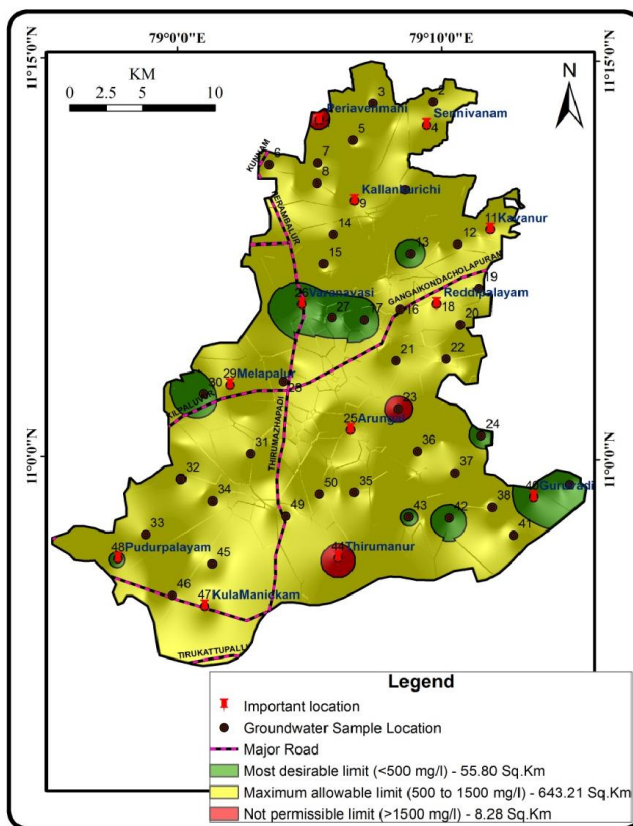 79°0'0"E
79°10'0"E
11°15'0"N
11°15'0"N
KM
0 2.5 5 10
N
3
2
Periavenmani
Sennivanam
4
5
KUNNAM
6
7
8
Kallankurichi
9
PERAMBALUR
11 Kavanur
14
12
13
15
GANGAIKONDACHOLAPURAM
19
26 Varanavasi
Reddipalayam
27
17
16
18
20
21
22
29 Melapalur
28
30
KILPALUVUR
23
THIRUMAZHAPADI
25 Arungal
24
31
36
37
32
50
35
40 Guruvadi
34
38
49
43
42
33
41
48 Pudurpalayam
44 Thirumanur
45
46
47 KulaManickam
TIRUKATTUPALLI
11°0'0"N
11°0'0"N
Legend
Important location
Groundwater Sample Location
Major Road
Most desirable limit (<500 mg/l) - 55.80 Sq.Km
Maximum allowable limit (500 to 1500 mg/l) - 643.21 Sq.Km
Not permissible limit (>1500 mg/l) - 8.28 Sq.Km